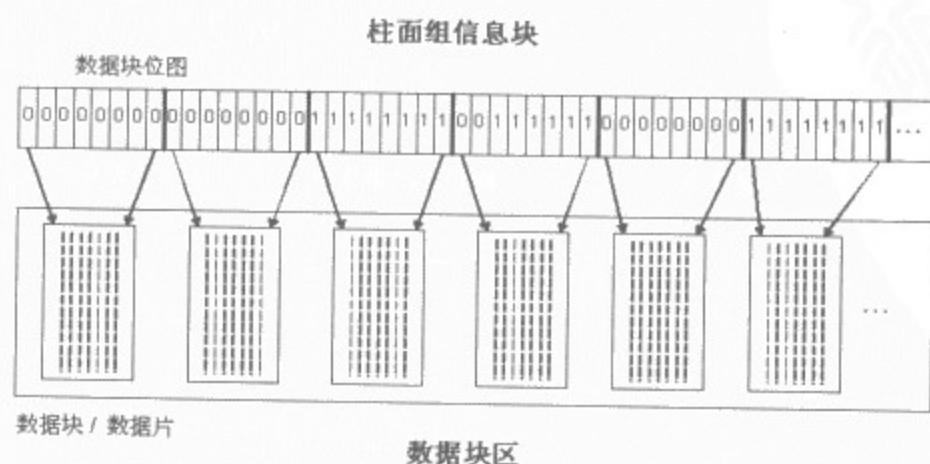 柱面组信息块
数据块位图
0 0 0 0 0 0 0 0 0 0 0 0 0 0 0 0 1 1 1 1 1 1 1 1 0 0 1 1 1 1 1 1 0 0 0 0 0 0 0 0 1 1 1 1 1 1 1 1 ...
...
数据块 / 数据片
数据块区